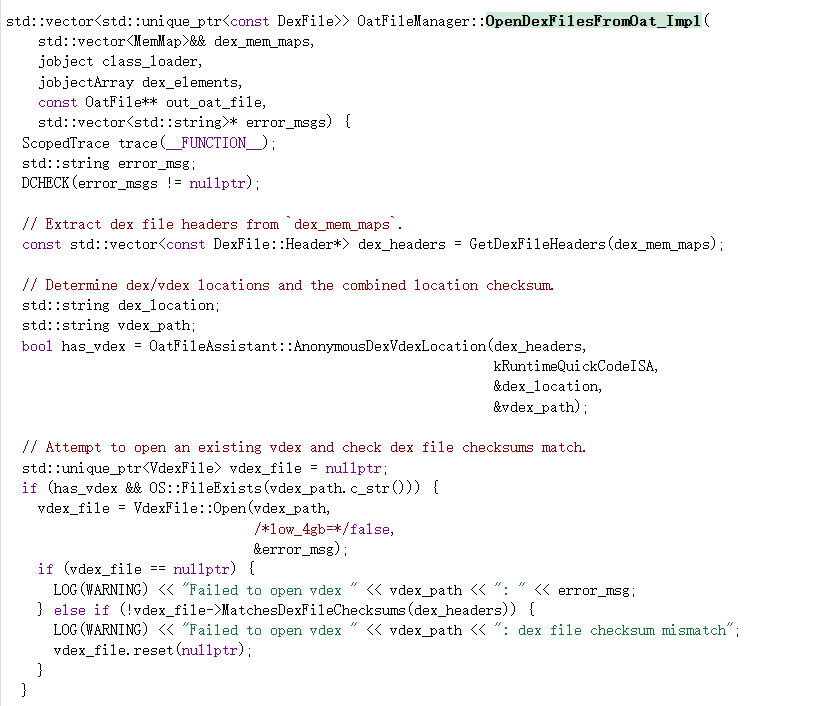 std::vector<std::unique_ptr<const DexFile>> OatFileManager::OpenDexFilesFromOat_Impl(
    std::vector<MemMap>&& dex_mem_maps,
    jobject class_loader,
    jobjectArray dex_elements,
    const OatFile** out_oat_file,
    std::vector<std::string>* error_msgs) {
  ScopedTrace trace(__FUNCTION__);
  std::string error_msg;
  DCHECK(error_msgs != nullptr);

  // Extract dex file headers from `dex_mem_maps`.
  const std::vector<const DexFile::Header*> dex_headers = GetDexFileHeaders(dex_mem_maps);

  // Determine dex/vdex locations and the combined location checksum.
  std::string dex_location;
  std::string vdex_path;
  bool has_vdex = OatFileAssistant::AnonymousDexVdexLocation(dex_headers,
                                                             kRuntimeQuickCodeISA,
                                                             &dex_location,
                                                             &vdex_path);

  // Attempt to open an existing vdex and check dex file checksums match.
  std::unique_ptr<VdexFile> vdex_file = nullptr;
  if (has_vdex && OS::FileExists(vdex_path.c_str())) {
    vdex_file = VdexFile::Open(vdex_path,
                               /*low_4gb=*/false,
                               &error_msg);
    if (vdex_file == nullptr) {
      LOG(WARNING) << "Failed to open vdex " << vdex_path << ": " << error_msg;
    } else if (!vdex_file->MatchesDexFileChecksums(dex_headers)) {
      LOG(WARNING) << "Failed to open vdex " << vdex_path << ": dex file checksum mismatch";
      vdex_file.reset(nullptr);
    }
  }